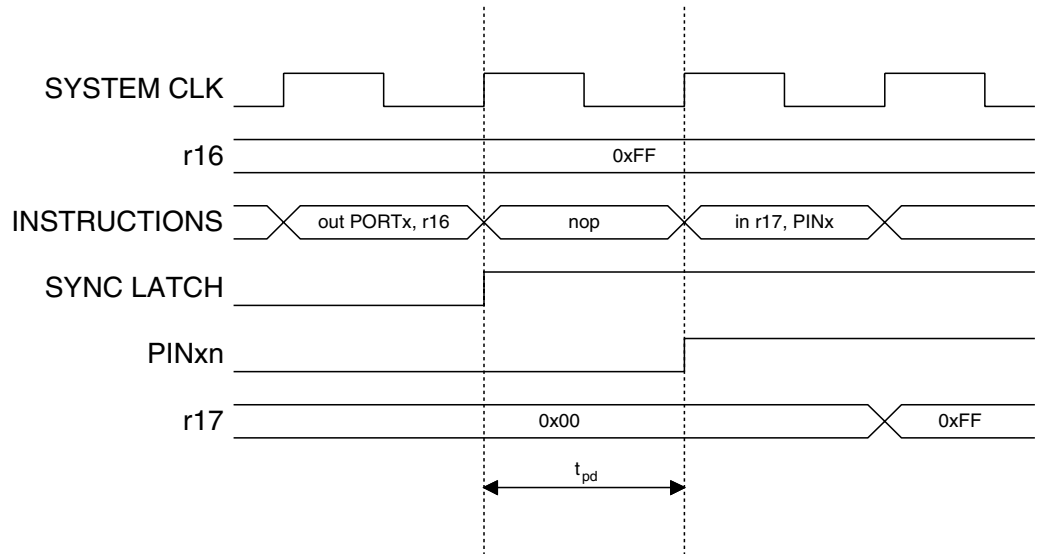 SYSTEM CLK
r16
0xFF
INSTRUCTIONS
out PORTx, r16
nop
in r17, PINx
SYNC LATCH
PINxn
r17
0x00
0xFF
tpd